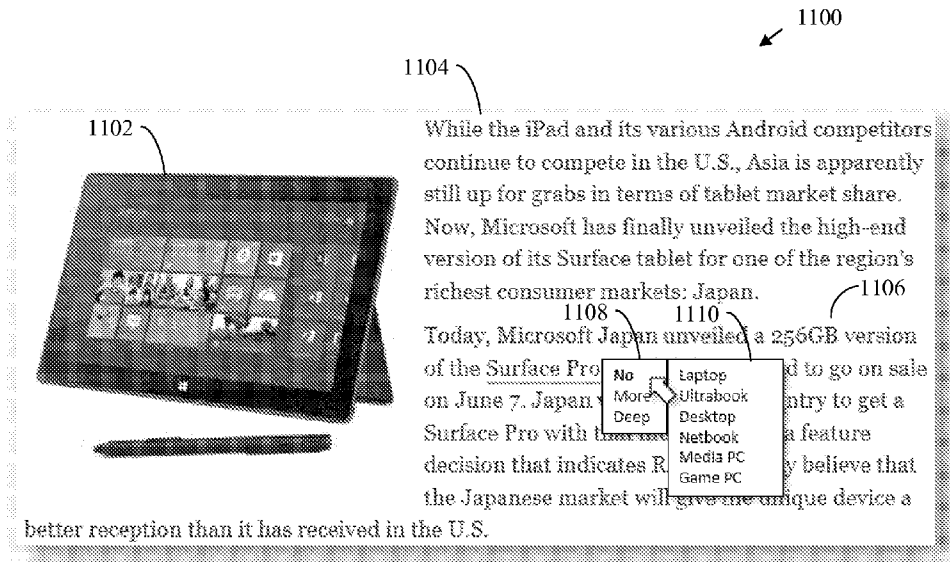 1100
1104
1102
While the iPad and its various Android competitors
continue to compete in the U.S., Asia is apparently
still up for grabs in terms of tablet market share.
Now, Microsoft has finally unveiled the high-end
version of its Surface tablet for one of the region's
richest consumer markets: Japan.
1106
1108
1110
Today, Microsoft Japan unveiled a 256GB version
of the Surface Pro d to go on sale
on June 7. Japan ntry to get a
Surface Pro with a feature
decision that indicates R y believe that
the Japanese market will give the unique device a
better reception than it has received in the U.S.
No
More
Deep
Laptop
Ultrabook
Desktop
Netbook
Media PC
Game PC